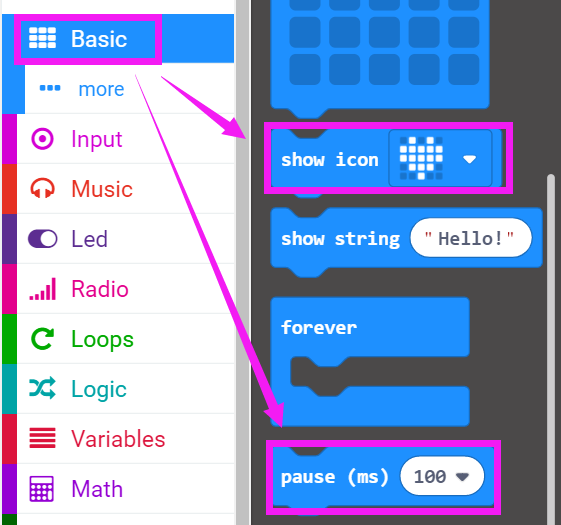 Basic
more
Input
Music
Led
Radio
Loops
Logic
Variables
Math
show icon
show string "Hello!"
forever
pause (ms) 100